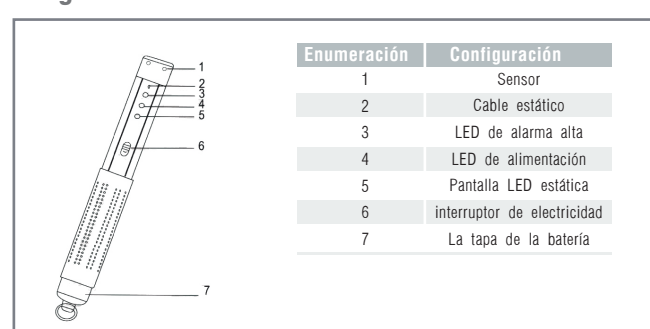 1
2
3
4
5
6
7
Enumeración Configuración
1 Sensor
2 Cable estático
3 LED de alarma alta
4 LED de alimentación
5 Pantalla LED estática
6 interruptor de electricidad
7 La tapa de la batería